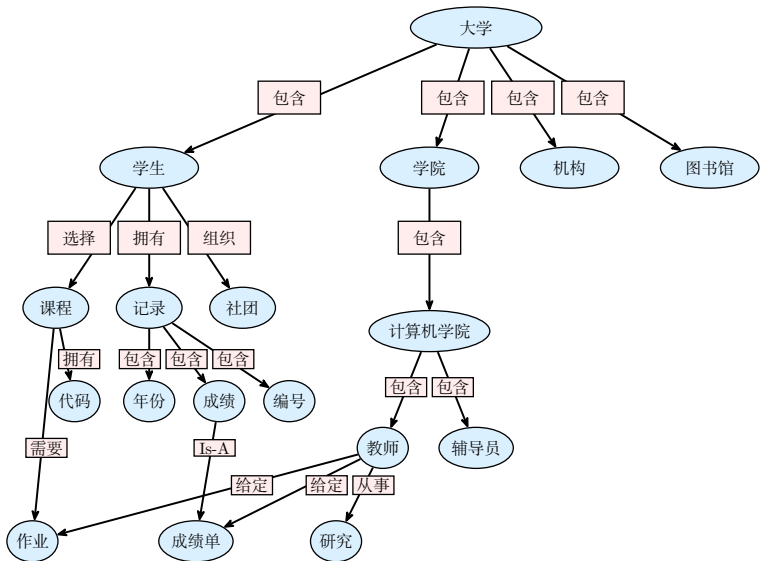 大学
包含
包含
包含
包含
学生
学院
机构
图书馆
选择
拥有
组织
包含
课程
记录
社团
计算机学院
拥有
包含
包含
包含
包含
包含
代码
年份
成绩
编号
需要
Is-A
教师
辅导员
给定
给定
从事
作业
成绩单
研究